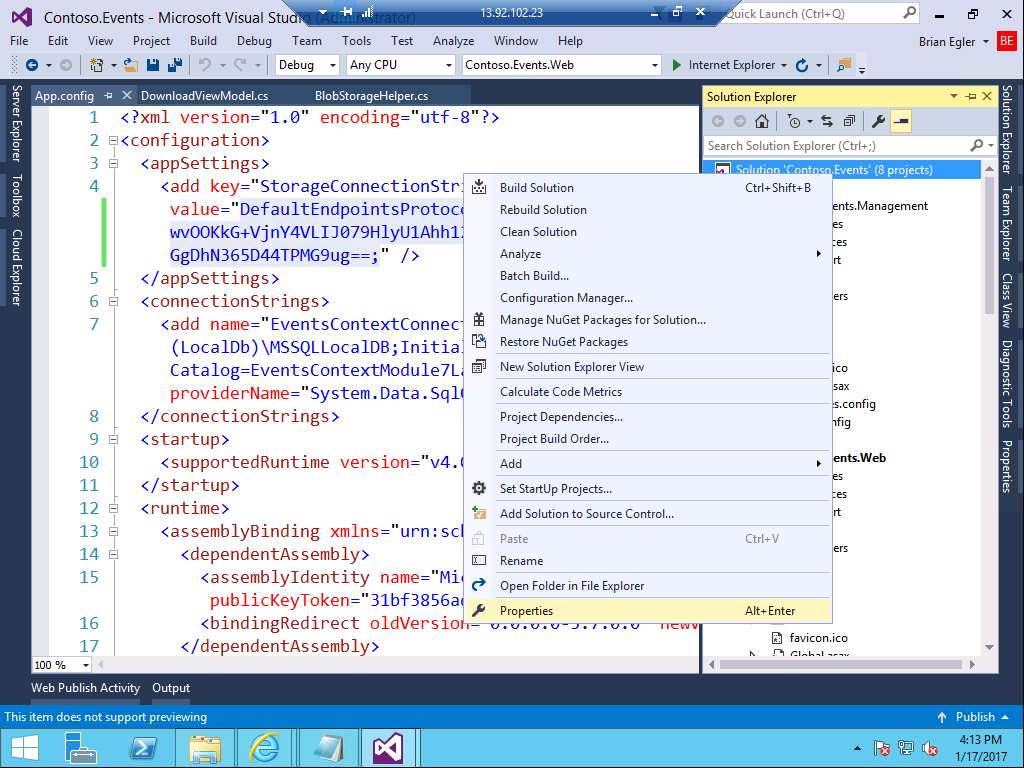 Contoso.Events - Microsoft Visual Studio (Administrator)
13.92.102.23
Quick Launch (Ctrl+Q)
File Edit View Project Build Debug Team Tools Test Analyze Window Help
Brian Egler
BE
Debug Any CPU Contoso.Events.Web Internet Explorer
Server Explorer
Toolbox
Cloud Explorer
App.config DownloadViewModel.cs BlobStorageHelper.cs
1 <?xml version="1.0" encoding="utf-8"?>
2 <configuration>
3 <appSettings>
4 <add key="StorageConnectionStri
value="DefaultEndpointsProtoco
wvOOKkG+VjnY4VLIJ079HlyU1Ahh1
GgDhN365D44TPMG9ug==;" />
5 </appSettings>
6 <connectionStrings>
7 <add name="EventsContextConnec
(LocalDb)\MSSQLLocalDB;Initia
Catalog=EventsContextModule7La
providerName="System.Data.Sql
8 </connectionStrings>
9 <startup>
10 <supportedRuntime version="v4.
11 </startup>
12 <runtime>
13 <assemblyBinding xmlns="urn:sc
14 <dependentAssembly>
15 <assemblyIdentity name="Mi
publicKeyToken="31bf3856a
16 <bindingRedirect oldVersion="0.0.0.0-5.7.0.0" newV
17 </dependentAssembly>
100 %
Build Solution Ctrl+Shift+B
Rebuild Solution
Clean Solution
Analyze
Batch Build...
Configuration Manager...
Manage NuGet Packages for Solution...
Restore NuGet Packages
New Solution Explorer View
Calculate Code Metrics
Project Dependencies...
Project Build Order...
Add
Set StartUp Projects...
Add Solution to Source Control...
Paste Ctrl+V
Rename
Open Folder in File Explorer
Properties Alt+Enter
Solution Explorer
Search Solution Explorer (Ctrl+;)
Solution 'Contoso.Events' (8 projects)
ents.Management
es
ces
rt
ers
ico
sax
es.config
nfig
ents.Web
es
ces
rt
ers
favicon.ico
Global.asax
Solution Explorer
Team Explorer
Class View
Diagnostic Tools
Properties
Web Publish Activity Output
This item does not support previewing
Publish
4:13 PM
1/17/2017